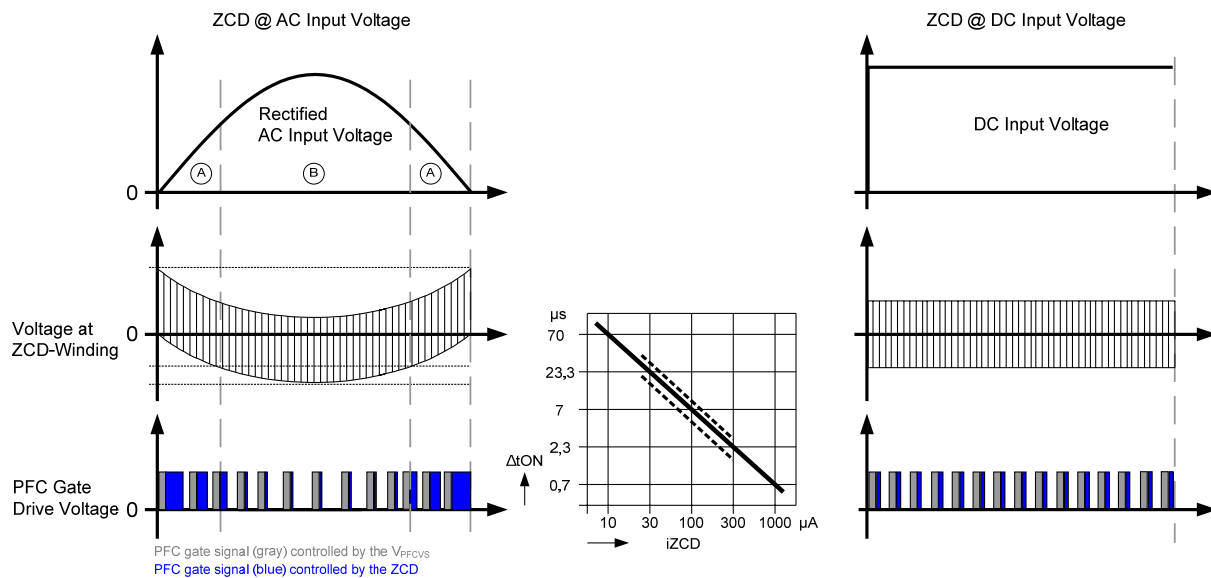 ZCD @ AC Input Voltage
ZCD @ DC Input Voltage
Rectified
AC Input Voltage
DC Input Voltage
A
B
A
0
0
Voltage at
ZCD-Winding
0
PFC Gate
Drive Voltage
0
PFC gate signal (gray) controlled by the VPFCVS
PFC gate signal (blue) controlled by the ZCD
µs
70
23,3
7
2,3
0,7
ΔtON
10
30
100
300
1000
µA
iZCD